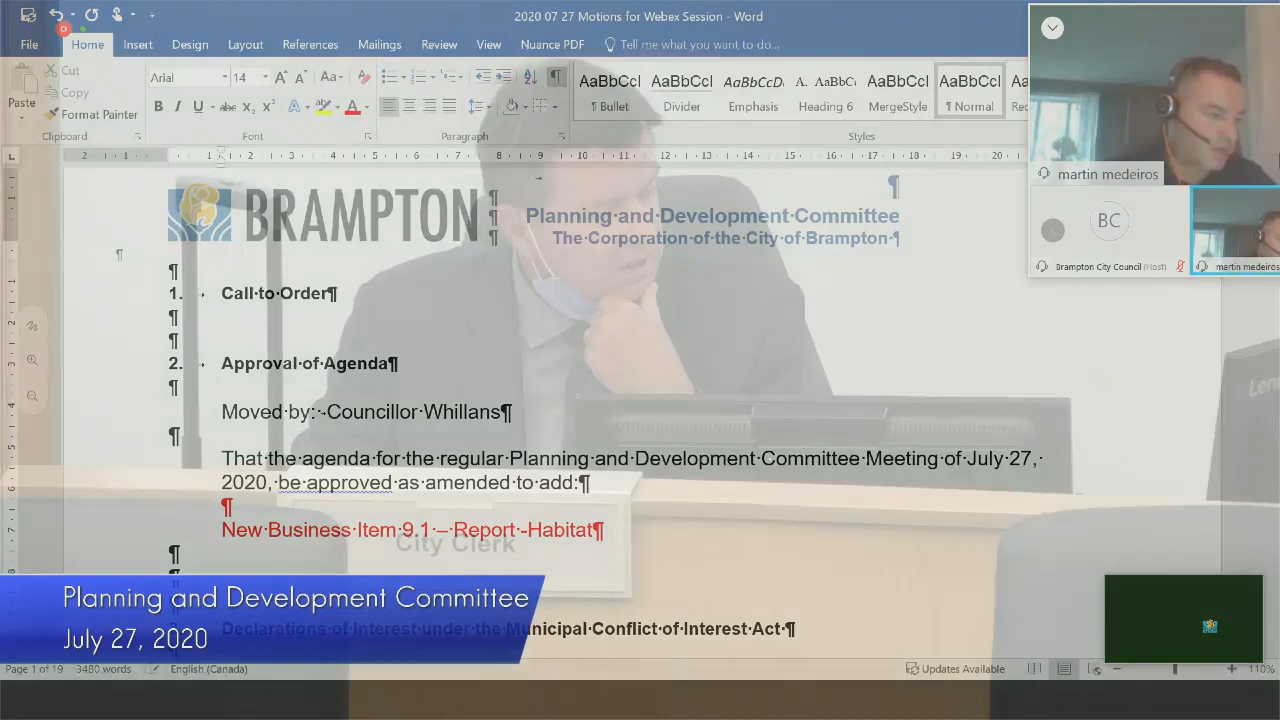 2020 07 27 Motions for Webex Session - Word
File Home Insert Design Layout References Mailings Review View Nuance PDF Tell me what you want to do...
Cut
Copy
Paste
Format Painter
Clipboard
Arial 14
Font
Paragraph
AaBbCcI AaBbCcI AaBbCcD AaBbC AaBbCcI AaBbCcI
¶ Bullet Divider Emphasis Heading 6 MergeStyle ¶ Normal
Styles
martin medeiros
BC
Brampton City Council (Host)
martin medeiros
BRAMPTON
Planning and Development Committee
The Corporation of the City of Brampton
1. Call to Order
2. Approval of Agenda
Moved by: Councillor Whillans
That the agenda for the regular Planning and Development Committee Meeting of July 27,
2020, be approved as amended to add:
New Business Item 9.1 – Report - Habitat
City Clerk
Declarations of Interest under the Municipal Conflict of Interest Act
Planning and Development Committee
July 27, 2020
Page 1 of 19 3480 words English (Canada) Updates Available 110%